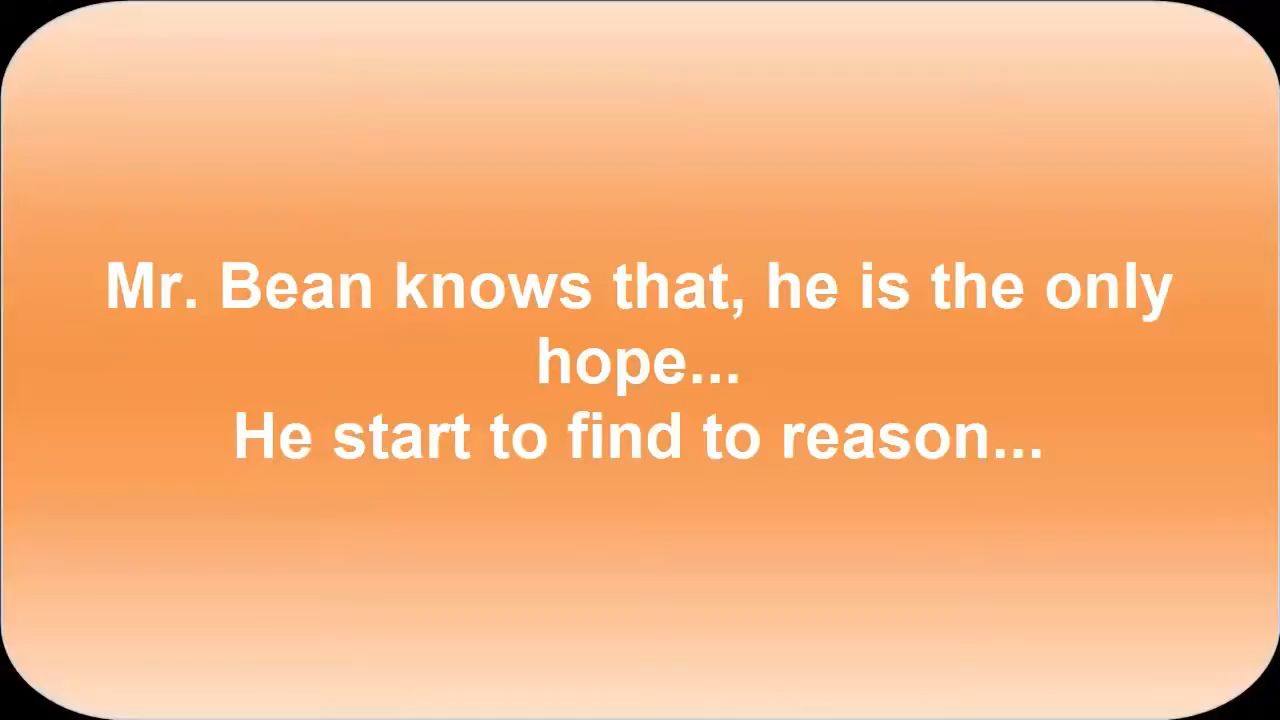 Mr. Bean knows that, he is the only
hope...
He start to find to reason...